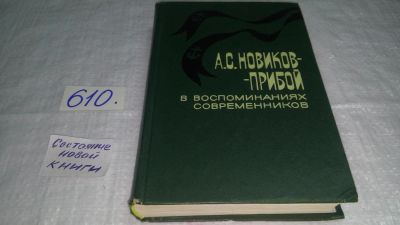 А.С. НОВИКОВ-
-ПРИБОЙ
В ВОСПОМИНАНИЯХ
СОВРЕМЕННИКОВ
610.
Состояние
новой
книги